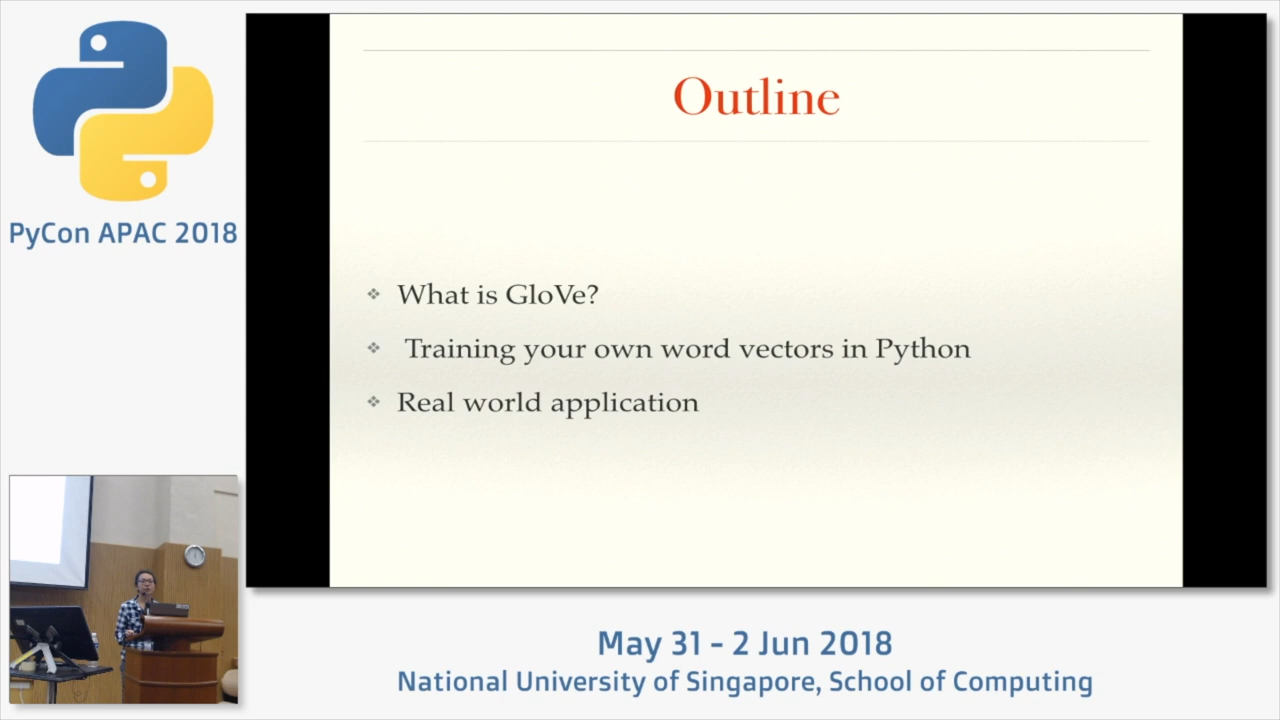 PyCon APAC 2018
Outline
What is GloVe?
Training your own word vectors in Python
Real world application
May 31 - 2 Jun 2018
National University of Singapore, School of Computing